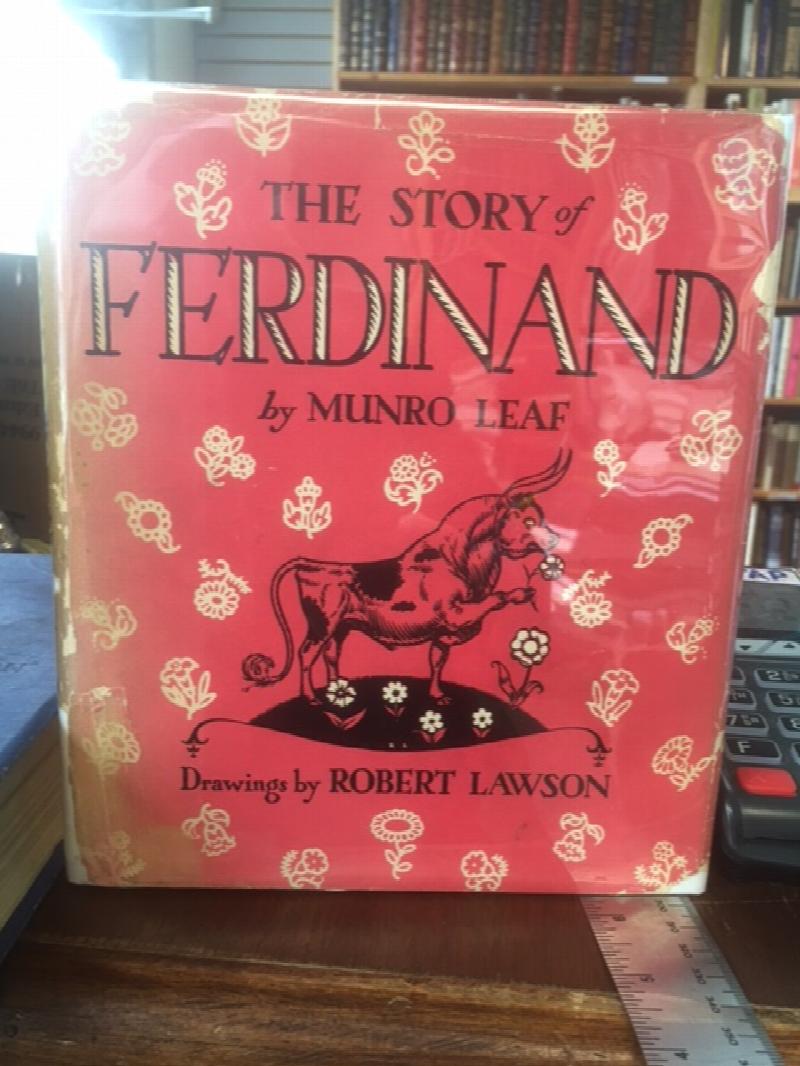 THE STORY of
FERDINAND
by MUNRO LEAF
Drawings by ROBERT LAWSON
F